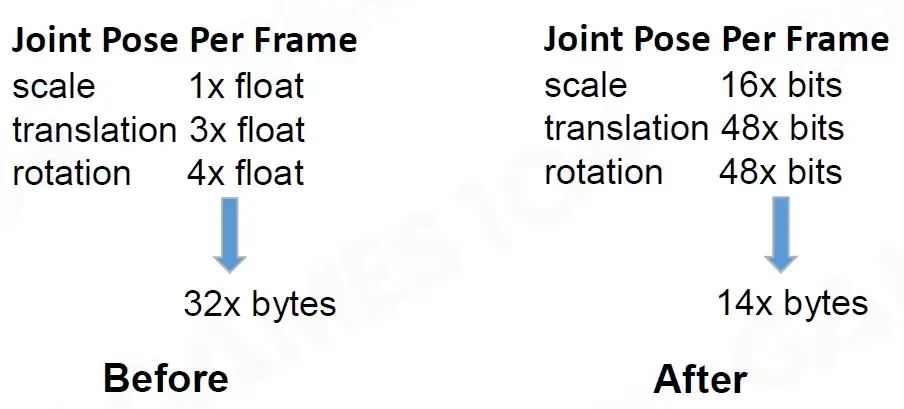 Joint Pose Per Frame
scale 1x float
translation 3x float
rotation 4x float
32x bytes
Before
Joint Pose Per Frame
scale 16x bits
translation 48x bits
rotation 48x bits
14x bytes
After